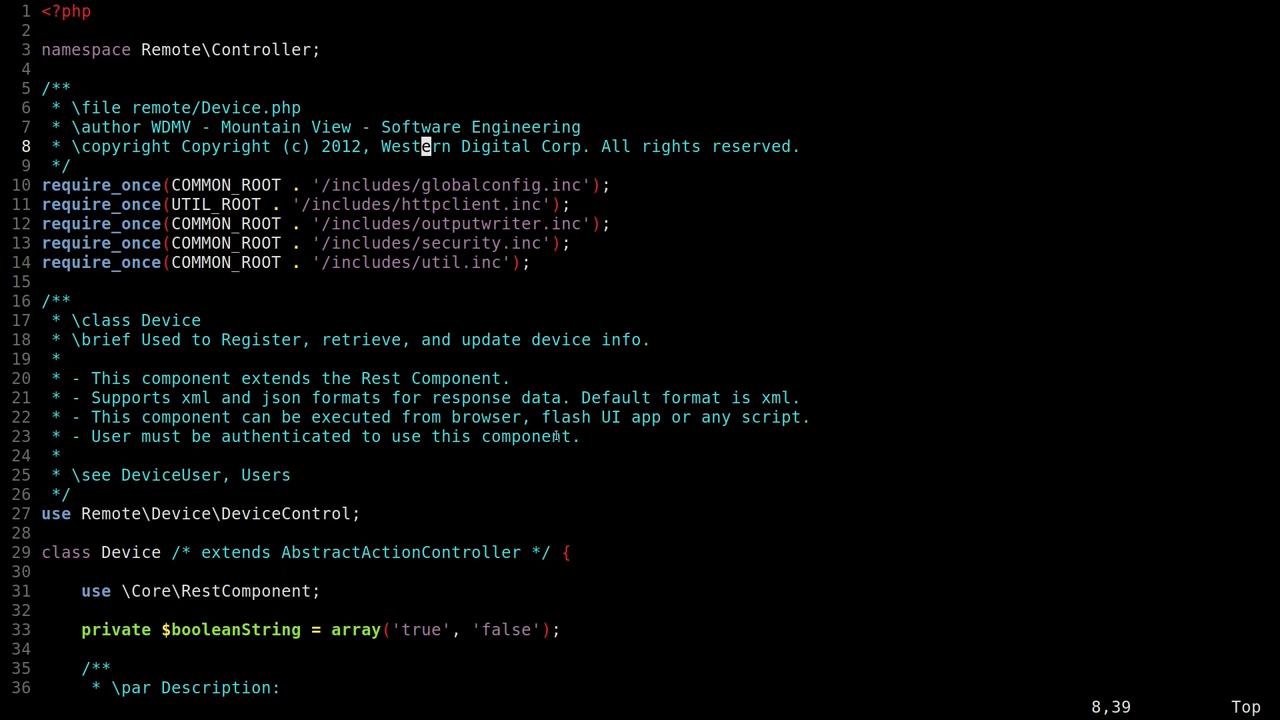 1 <?php
2
3 namespace Remote\Controller;
4
5 /**
6  * \file remote/Device.php
7  * \author WDMV - Mountain View - Software Engineering
8  * \copyright Copyright (c) 2012, Western Digital Corp. All rights reserved.
9  */
10 require_once(COMMON_ROOT . '/includes/globalconfig.inc');
11 require_once(UTIL_ROOT . '/includes/httpclient.inc');
12 require_once(COMMON_ROOT . '/includes/outputwriter.inc');
13 require_once(COMMON_ROOT . '/includes/security.inc');
14 require_once(COMMON_ROOT . '/includes/util.inc');
15
16 /**
17  * \class Device
18  * \brief Used to Register, retrieve, and update device info.
19  *
20  * - This component extends the Rest Component.
21  * - Supports xml and json formats for response data. Default format is xml.
22  * - This component can be executed from browser, flash UI app or any script.
23  * - User must be authenticated to use this component.
24  *
25  * \see DeviceUser, Users
26  */
27 use Remote\Device\DeviceControl;
28
29 class Device /* extends AbstractActionController */ {
30
31     use \Core\RestComponent;
32
33     private $booleanString = array('true', 'false');
34
35     /**
36      * \par Description:
8,39 Top